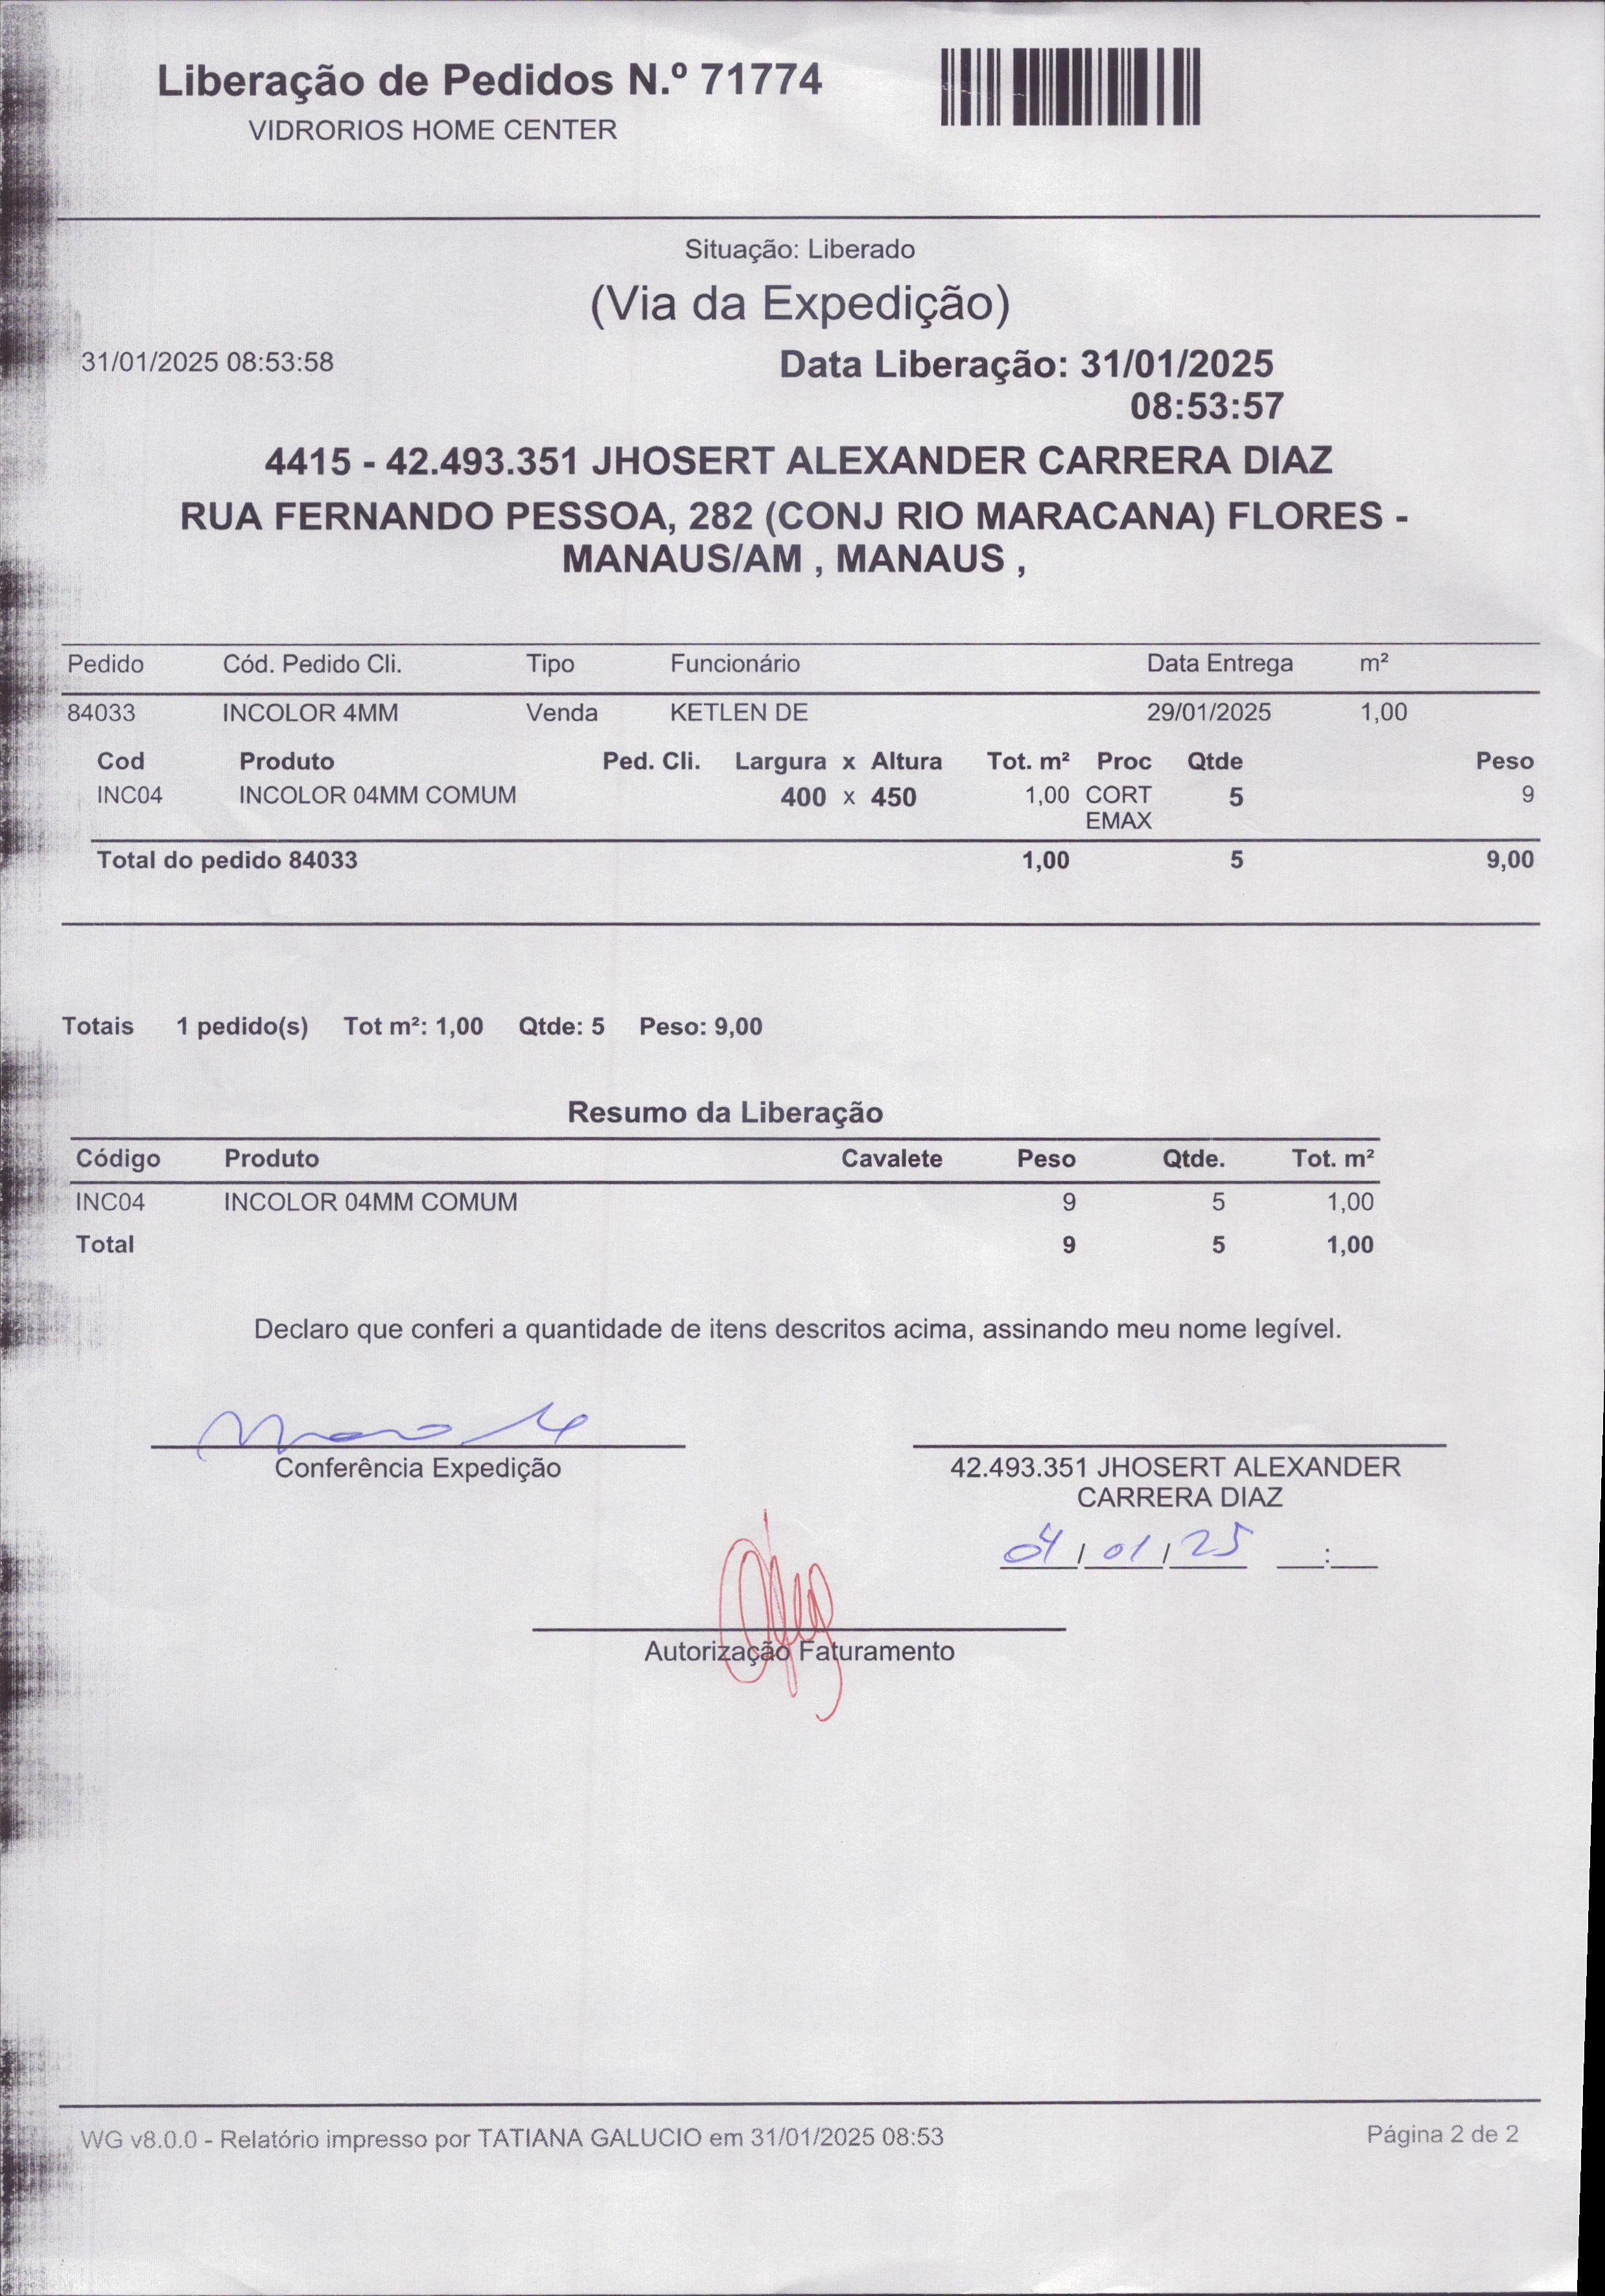 Liberação de Pedidos N.º 71774
VIDRORIOS HOME CENTER
Situação: Liberado
(Via da Expedição)
31/01/2025 08:53:58 Data Liberação: 31/01/2025
08:53:57
4415 - 42.493.351 JHOSERT ALEXANDER CARRERA DIAZ
RUA FERNANDO PESSOA, 282 (CONJ RIO MARACANA) FLORES -
MANAUS/AM , MANAUS ,
Pedido Cód. Pedido Cli. Tipo Funcionário Data Entrega m²
84033 INCOLOR 4MM Venda KETLEN DE 29/01/2025 1,00
Cod Produto Ped. Cli. Largura x Altura Tot. m² Proc Qtde Peso
INC04 INCOLOR 04MM COMUM 400 x 450 1,00 CORT 5 9
EMAX
Total do pedido 84033 1,00 5 9,00
Totais 1 pedido(s) Tot m²: 1,00 Qtde: 5 Peso: 9,00
Resumo da Liberação
Código Produto Cavalete Peso Qtde. Tot. m²
INC04 INCOLOR 04MM COMUM 9 5 1,00
Total 9 5 1,00
Declaro que conferi a quantidade de itens descritos acima, assinando meu nome legível.
Conferência Expedição 42.493.351 JHOSERT ALEXANDER
CARRERA DIAZ
04/01/25 __:__
Autorização Faturamento
WG v8.0.0 - Relatório impresso por TATIANA GALUCIO em 31/01/2025 08:53 Página 2 de 2